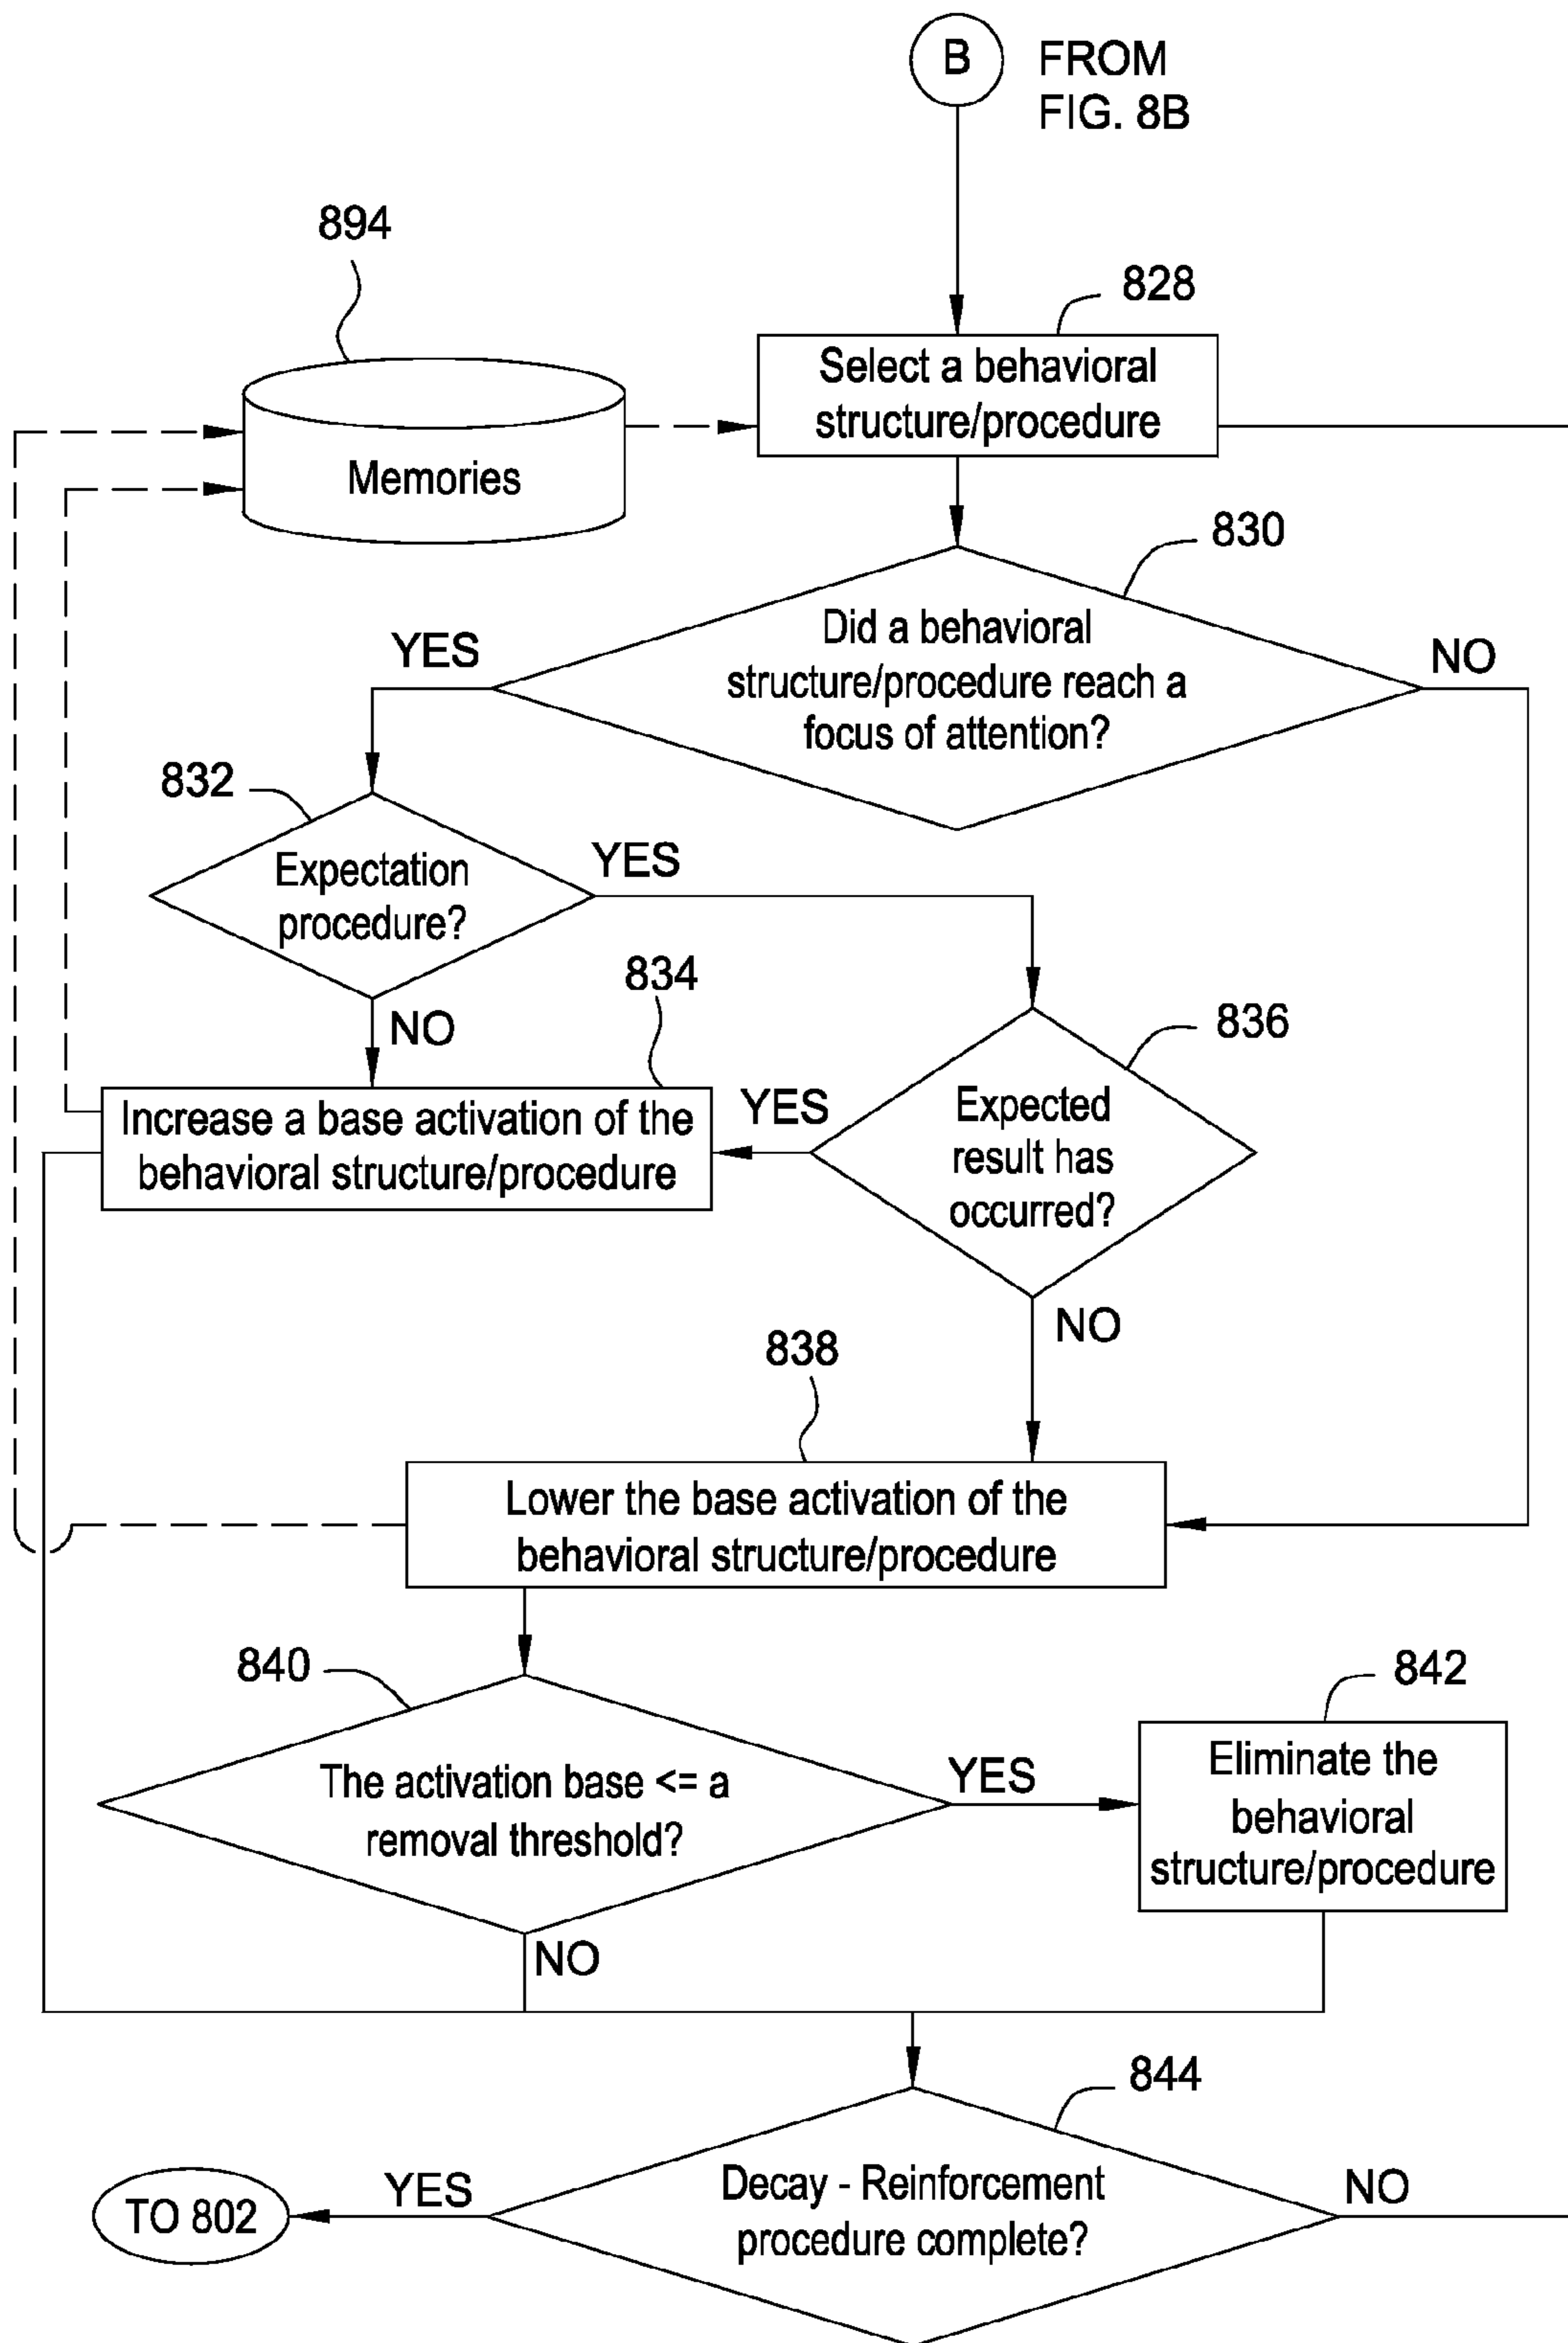 B
FROM
FIG. 8B
894
828
Select a behavioral
structure/procedure
Memories
830
Did a behavioral
structure/procedure reach a
focus of attention?
YES
NO
832
Expectation
procedure?
YES
NO
834
Increase a base activation of the
behavioral structure/procedure
836
Expected
result has
occurred?
YES
NO
838
Lower the base activation of the
behavioral structure/procedure
840
The activation base <= a
removal threshold?
YES
NO
842
Eliminate the
behavioral
structure/procedure
844
Decay - Reinforcement
procedure complete?
YES
NO
TO 802